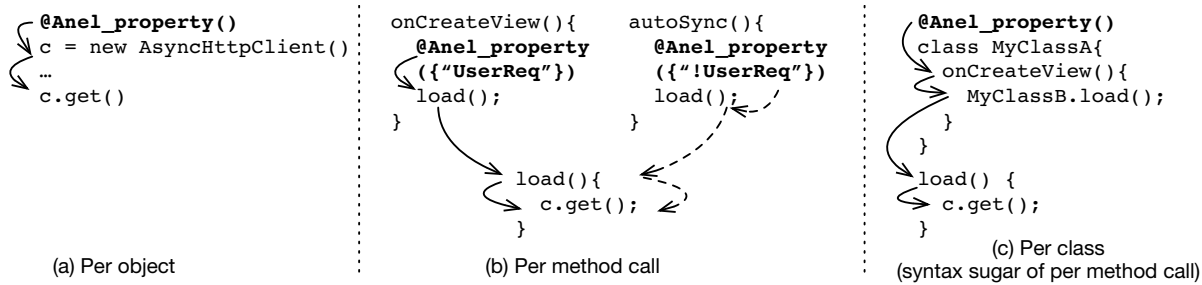 @Anel_property()
c = new AsyncHttpClient()
…
c.get()
(a) Per object
onCreateView(){
@Anel_property
({“UserReq”})
load();
}
autoSync(){
@Anel_property
({“!UserReq”})
load();
}
load(){
c.get();
}
(b) Per method call
@Anel_property()
class MyClassA{
onCreateView(){
MyClassB.load();
}
}
load() {
c.get();
}
(c) Per class
(syntax sugar of per method call)